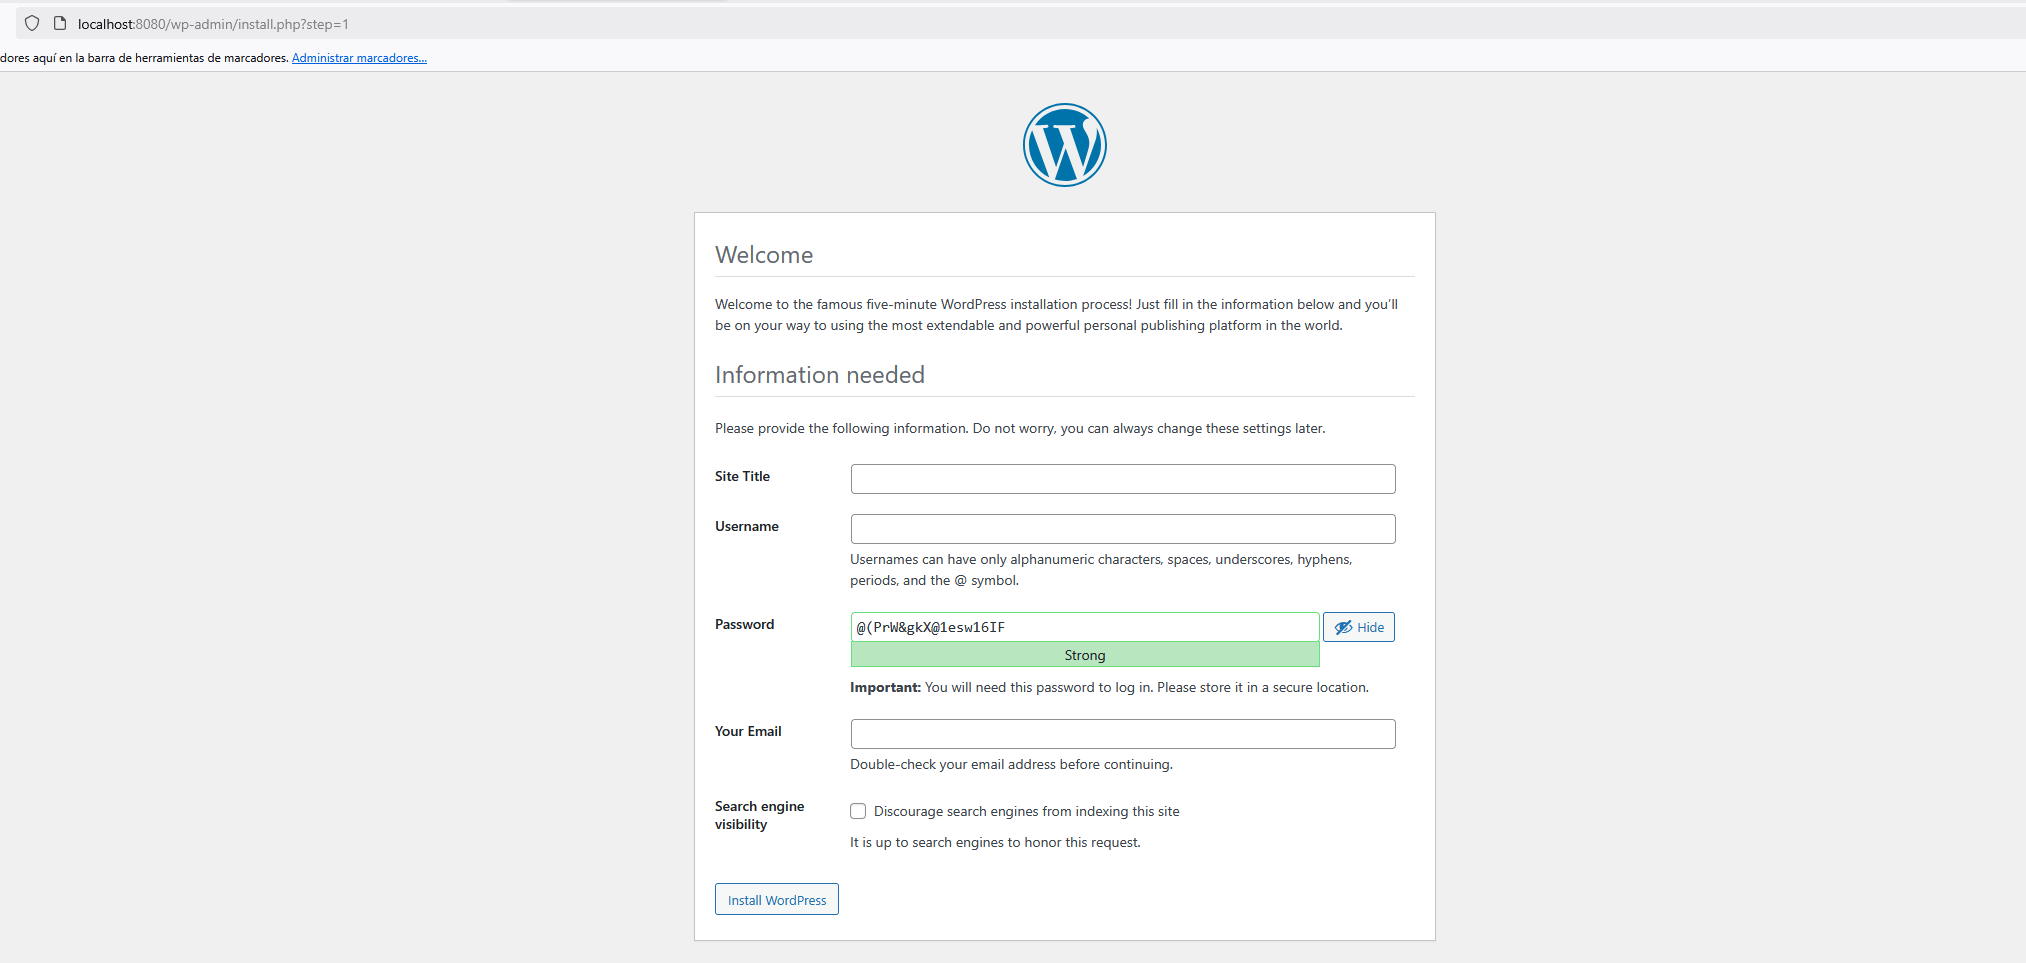 localhost:8080/wp-admin/install.php?step=1
dores aquí en la barra de herramientas de marcadores. Administrar marcadores...
Welcome
Welcome to the famous five-minute WordPress installation process! Just fill in the information below and you’ll
be on your way to using the most extendable and powerful personal publishing platform in the world.
Information needed
Please provide the following information. Do not worry, you can always change these settings later.
Site Title
Username
Usernames can have only alphanumeric characters, spaces, underscores, hyphens,
periods, and the @ symbol.
Password
@(PrW&gkX@1esw16IF
Hide
Strong
Important: You will need this password to log in. Please store it in a secure location.
Your Email
Double-check your email address before continuing.
Search engine
visibility
Discourage search engines from indexing this site
It is up to search engines to honor this request.
Install WordPress